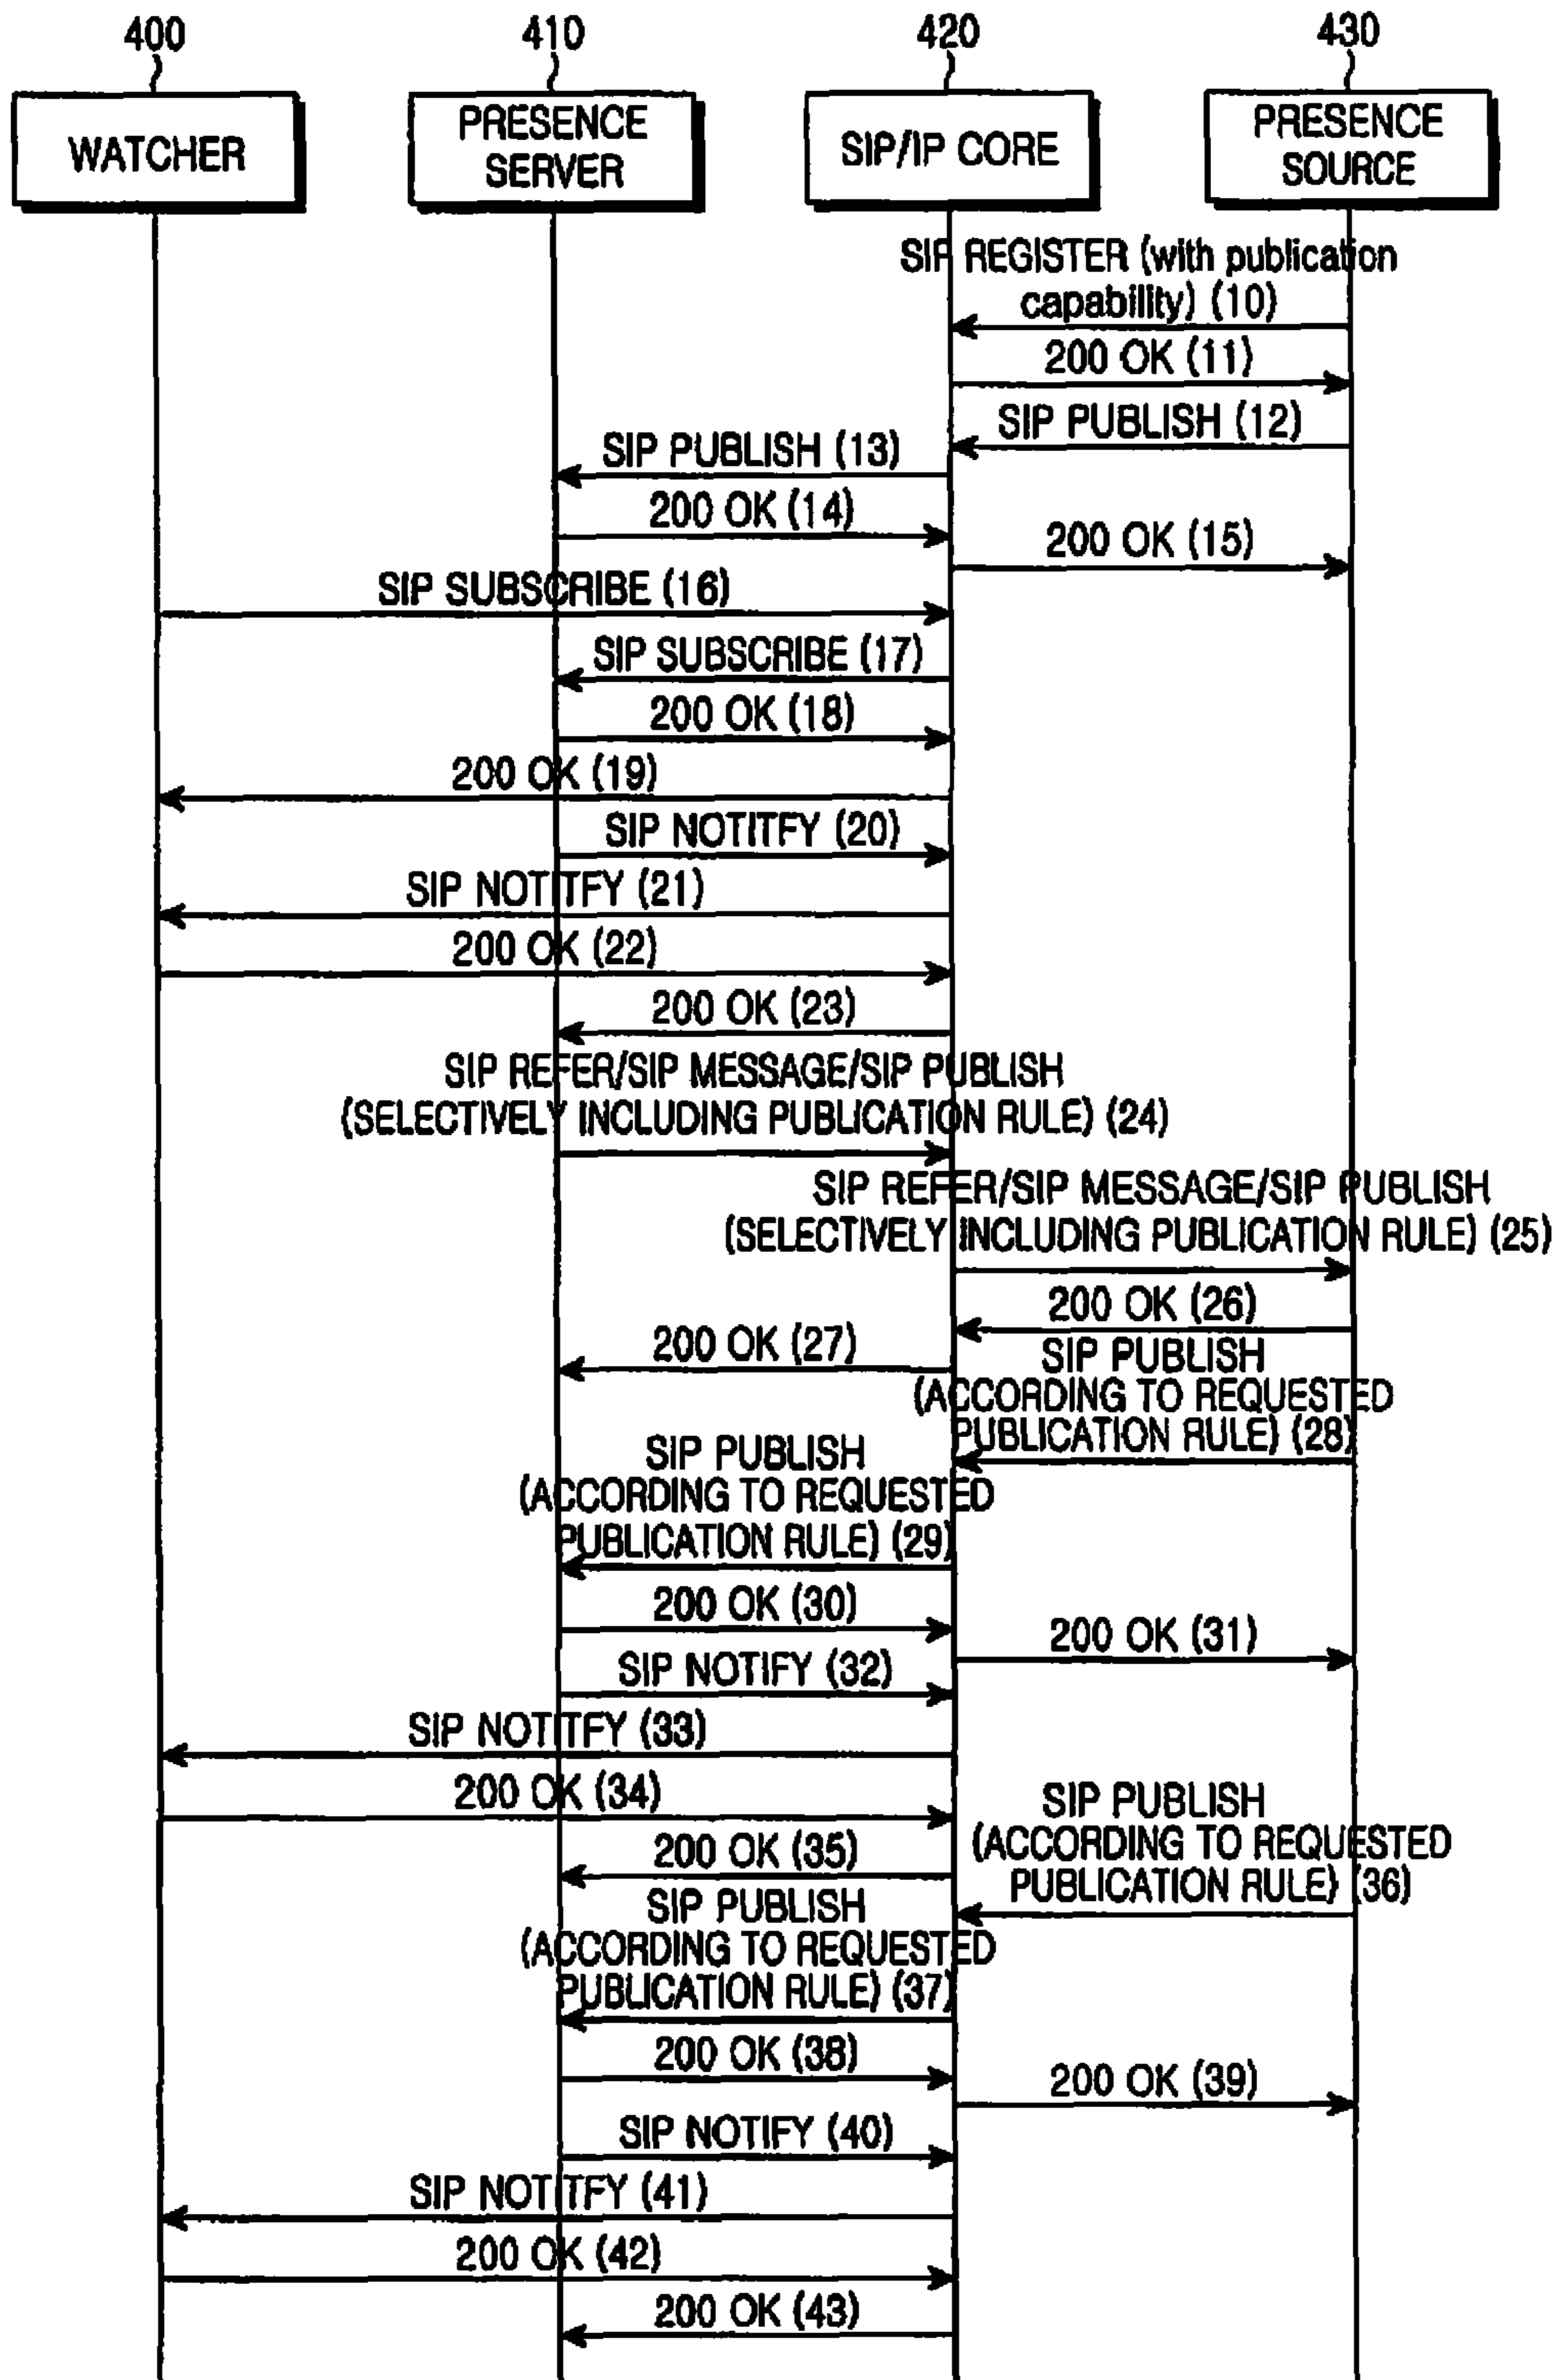 400
410
420
430
WATCHER
PRESENCE
SERVER
SIP/IP CORE
PRESENCE
SOURCE
SIP REGISTER (with publication
capability) (10)
200 OK (11)
SIP PUBLISH (12)
SIP PUBLISH (13)
200 OK (14)
200 OK (15)
SIP SUBSCRIBE (16)
SIP SUBSCRIBE (17)
200 OK (18)
200 OK (19)
SIP NOTITFY (20)
SIP NOTITFY (21)
200 OK (22)
200 OK (23)
SIP REFER/SIP MESSAGE/SIP PUBLISH
(SELECTIVELY INCLUDING PUBLICATION RULE) (24)
SIP REFER/SIP MESSAGE/SIP PUBLISH
(SELECTIVELY INCLUDING PUBLICATION RULE) (25)
200 OK (26)
200 OK (27)
SIP PUBLISH
(ACCORDING TO REQUESTED
PUBLICATION RULE) (28)
SIP PUBLISH
(ACCORDING TO REQUESTED
PUBLICATION RULE) (29)
200 OK (30)
200 OK (31)
SIP NOTIFY (32)
SIP NOTITFY (33)
200 OK (34)
200 OK (35)
SIP PUBLISH
(ACCORDING TO REQUESTED
PUBLICATION RULE) (36)
SIP PUBLISH
(ACCORDING TO REQUESTED
PUBLICATION RULE) (37)
200 OK (38)
200 OK (39)
SIP NOTIFY (40)
SIP NOTITFY (41)
200 OK (42)
200 OK (43)